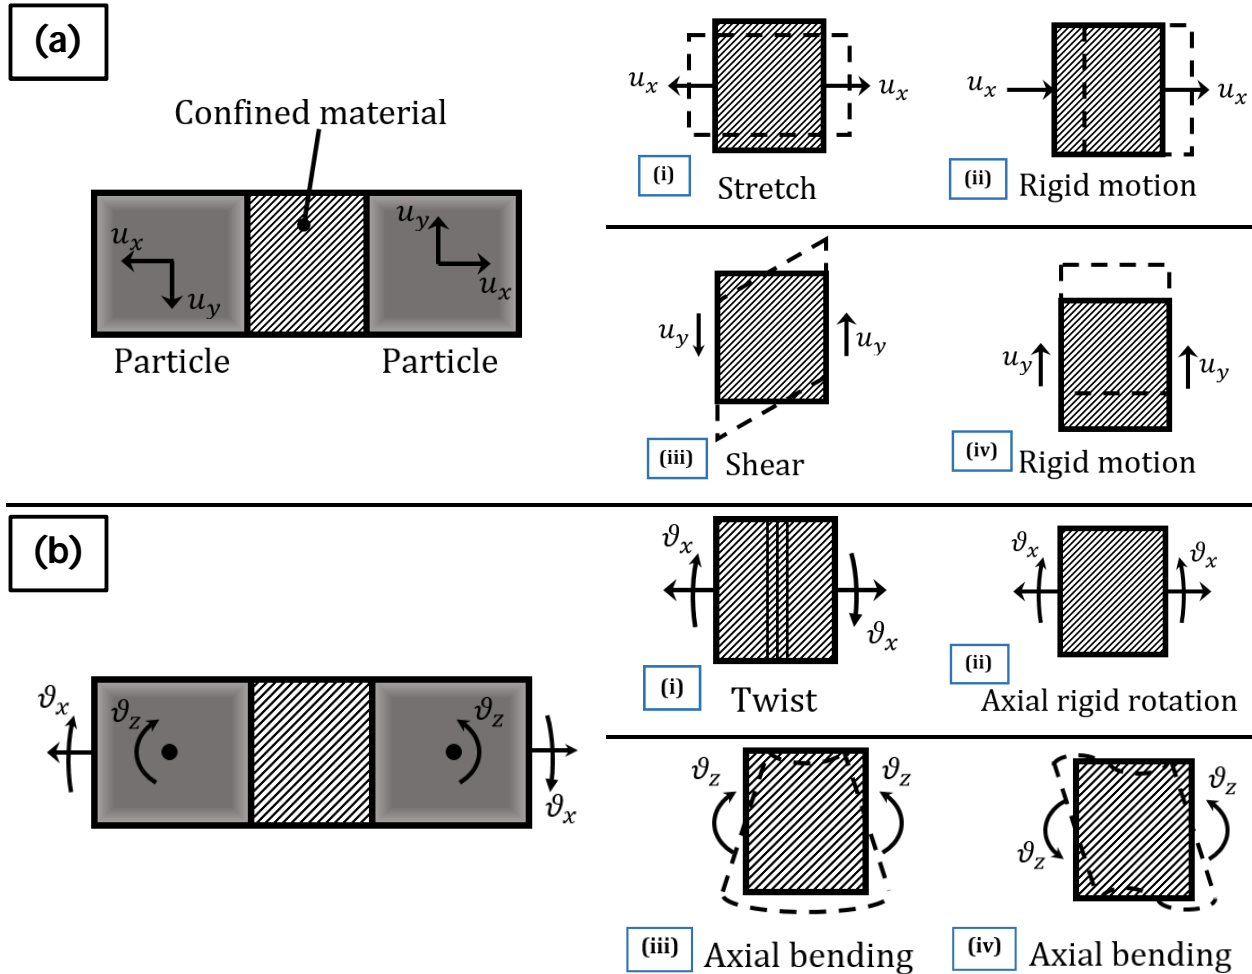 (a)
Confined material
u_x
u_y
u_y
u_x
Particle
Particle
u_x
u_x
(i)
Stretch
u_x
u_x
(ii)
Rigid motion
u_y
u_y
(iii)
Shear
u_y
u_y
(iv)
Rigid motion
(b)
ϑ_x
ϑ_z
ϑ_z
ϑ_x
ϑ_x
ϑ_x
(i)
Twist
ϑ_x
ϑ_x
(ii)
Axial rigid rotation
ϑ_z
ϑ_z
(iii)
Axial bending
ϑ_z
ϑ_z
(iv)
Axial bending